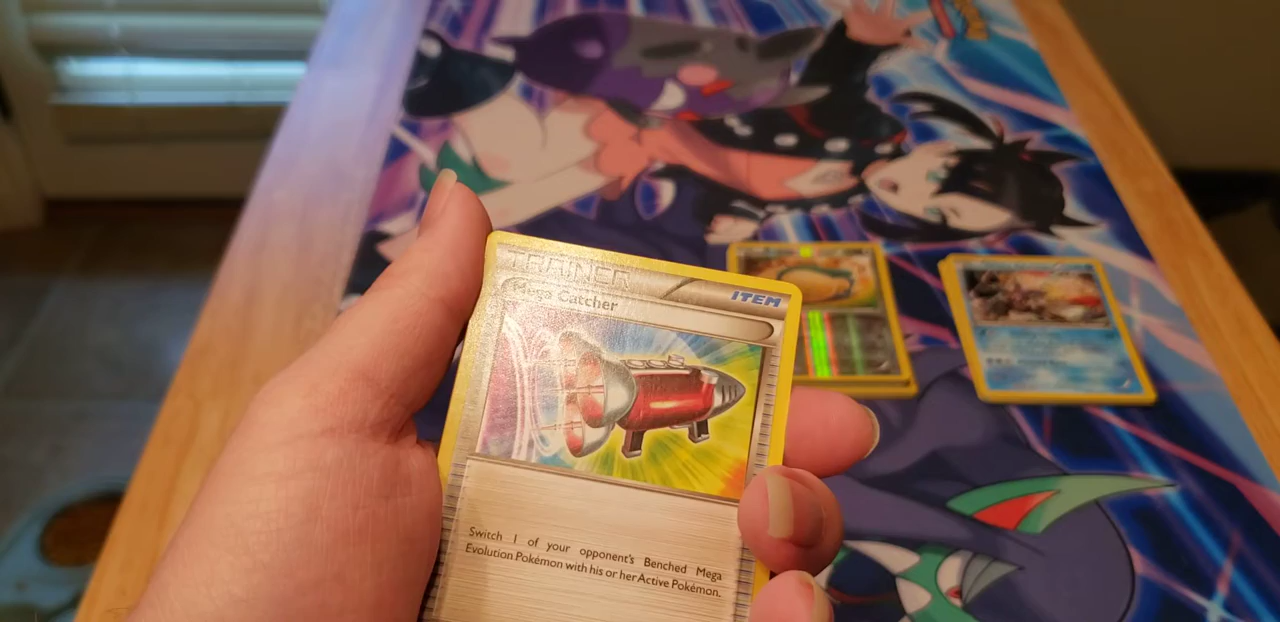 TRAINER
ITEM
Mega Catcher
Switch 1 of your opponent's Benched Mega
Evolution Pokémon with his or her Active Pokémon.